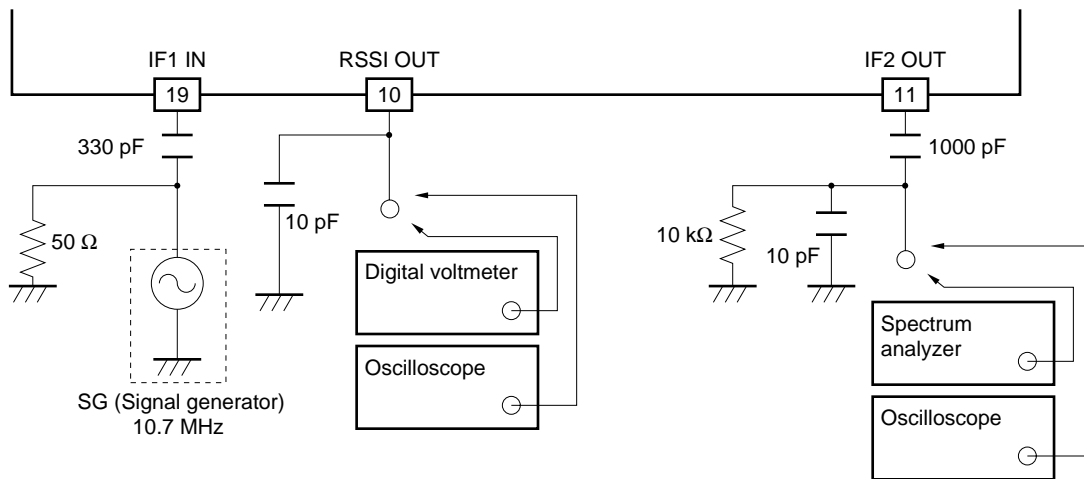 IF1 IN
RSSI OUT
IF2 OUT
19
10
11
330 pF
1000 pF
50 Ω
10 pF
10 kΩ
10 pF
Digital voltmeter
Oscilloscope
Spectrum
analyzer
Oscilloscope
SG (Signal generator)
10.7 MHz